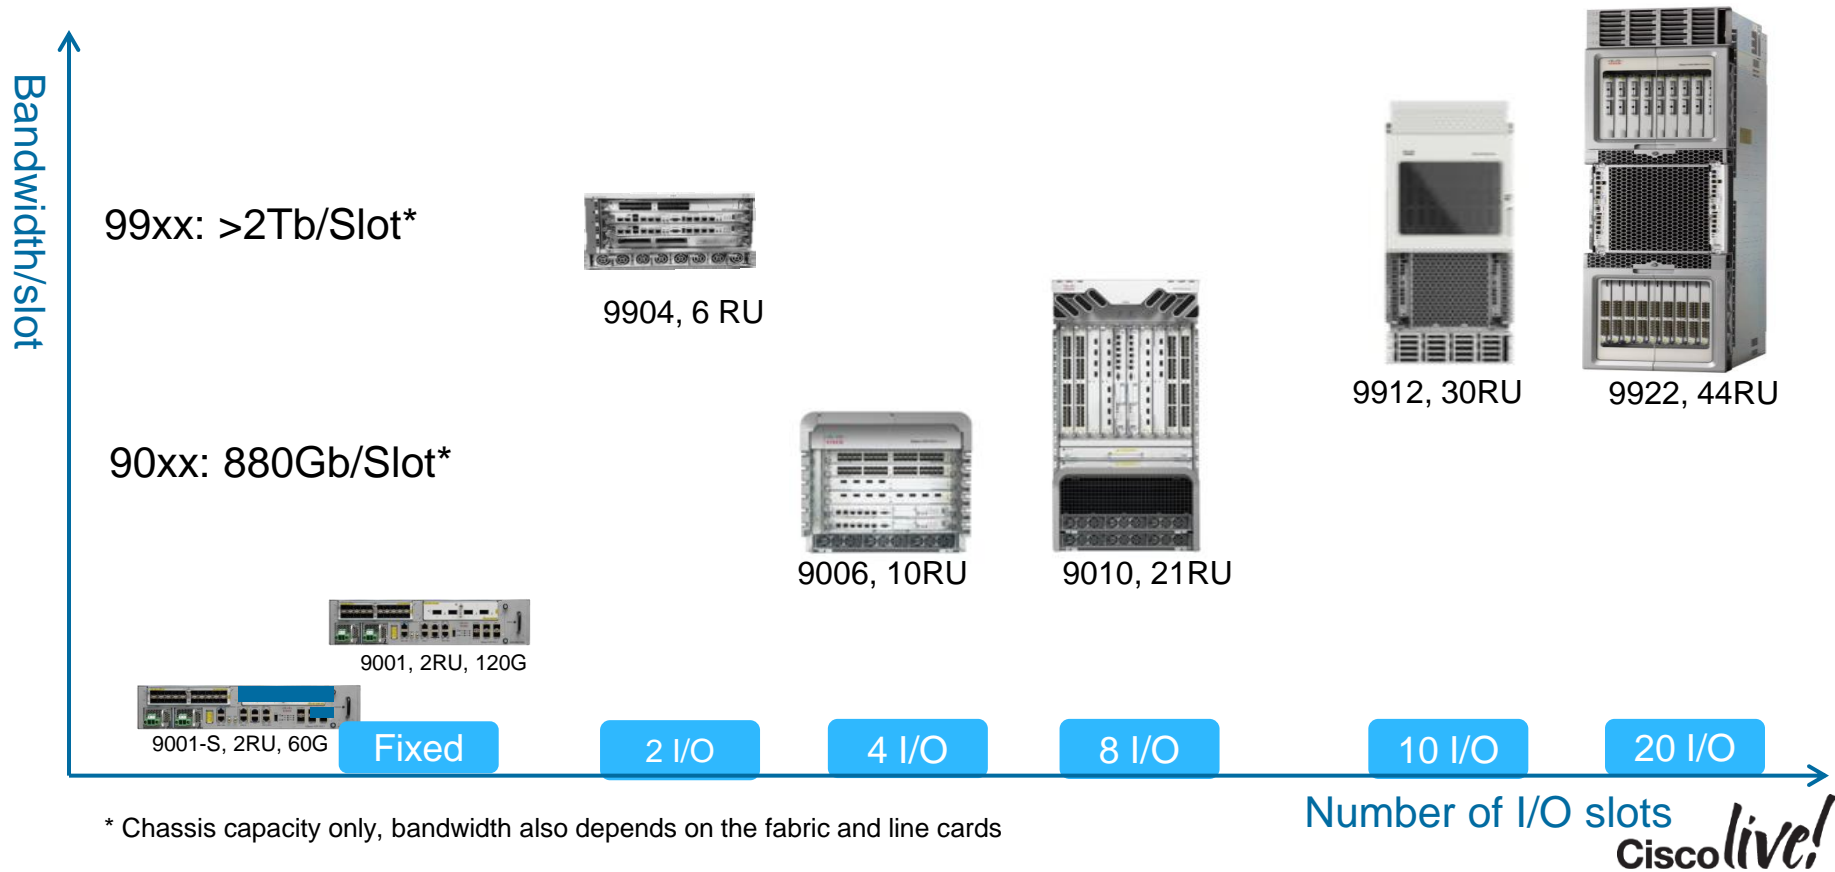 Bandwidth/slot
99xx: >2Tb/Slot*
9904, 6 RU
9912, 30RU
9922, 44RU
90xx: 880Gb/Slot*
9006, 10RU
9010, 21RU
9001, 2RU, 120G
9001-S, 2RU, 60G
Fixed
2 I/O
4 I/O
8 I/O
10 I/O
20 I/O
Number of I/O slots
* Chassis capacity only, bandwidth also depends on the fabric and line cards
Cisco live!